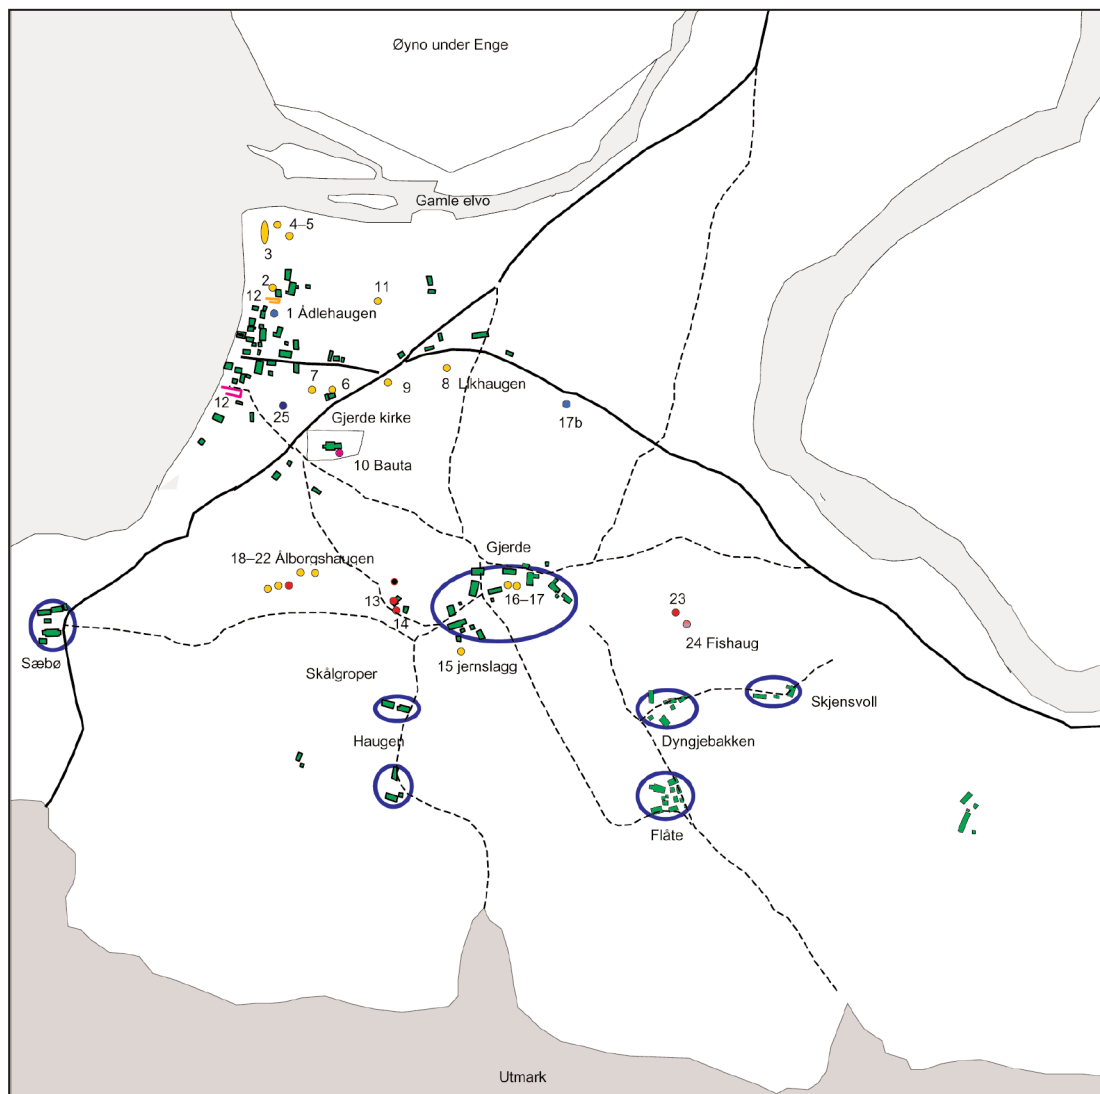 Øyno under Enge
Gamle elvo
4–5
3
2
11
12
1 Ådlehaugen
7
6
9
8 Likhaugen
12
25
Gjerde kirke
17b
10 Bauta
Gjerde
18–22 Ålborgshaugen
16–17
13
14
23
24 Fishaug
Sæbø
15 jernslagg
Skålgroper
Skjensvoll
Haugen
Dyngjebakken
Flåte
Utmark